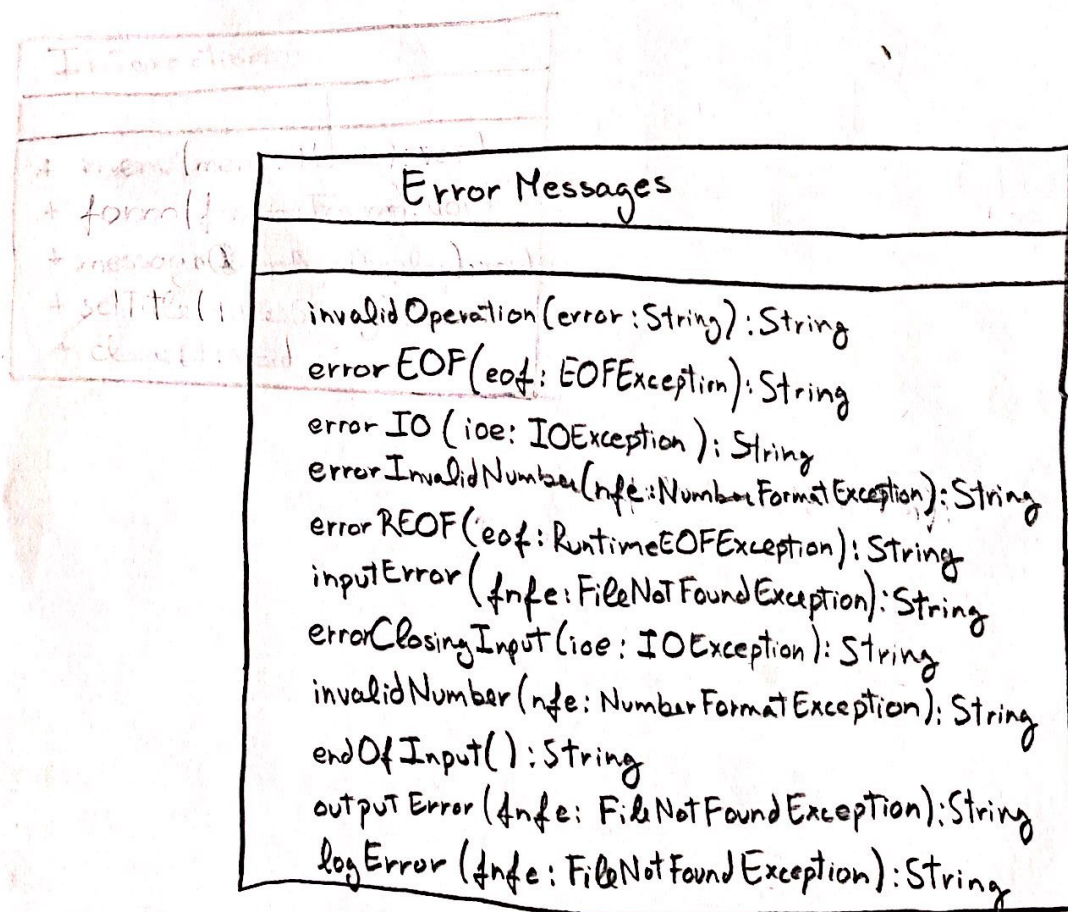 Error Messages
invalidOperation(error:String):String
errorEOF(eof: EOFException):String
errorIO(ioe: IOException):String
errorInvalidNumber(nfe:NumberFormatException):String
errorREOF(eof:RuntimeEOFException):String
inputError(fnfe:FileNotFoundException):String
errorClosingInput(ioe: IOException):String
invalidNumber(nfe: NumberFormatException):String
endOfInput():String
outputError(fnfe: FileNotFoundException):String
logError(fnfe: FileNotFoundException):String